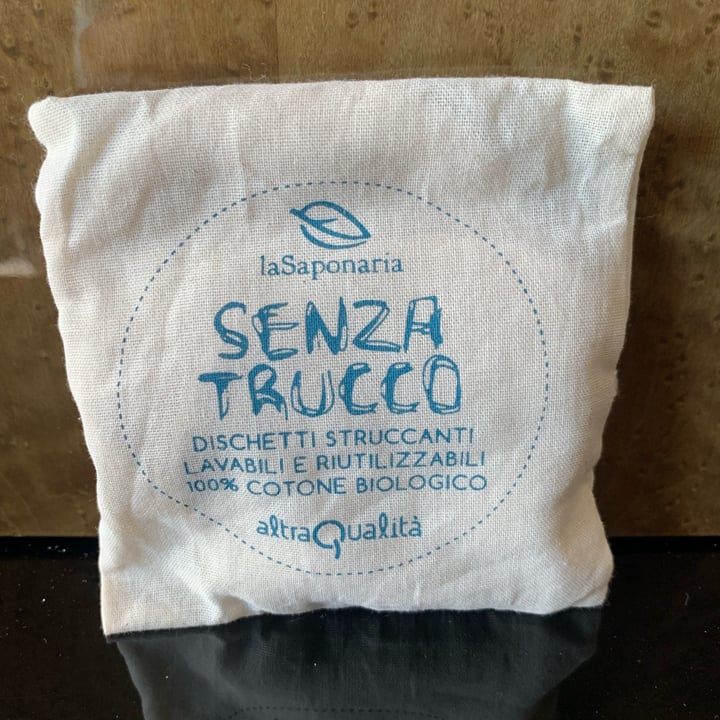 laSaponaria
SENZA
TRUCCO
DISCHETTI STRUCCANTI
LAVABILI E RIUTILIZZABILI
100% COTONE BIOLOGICO
altraQualità